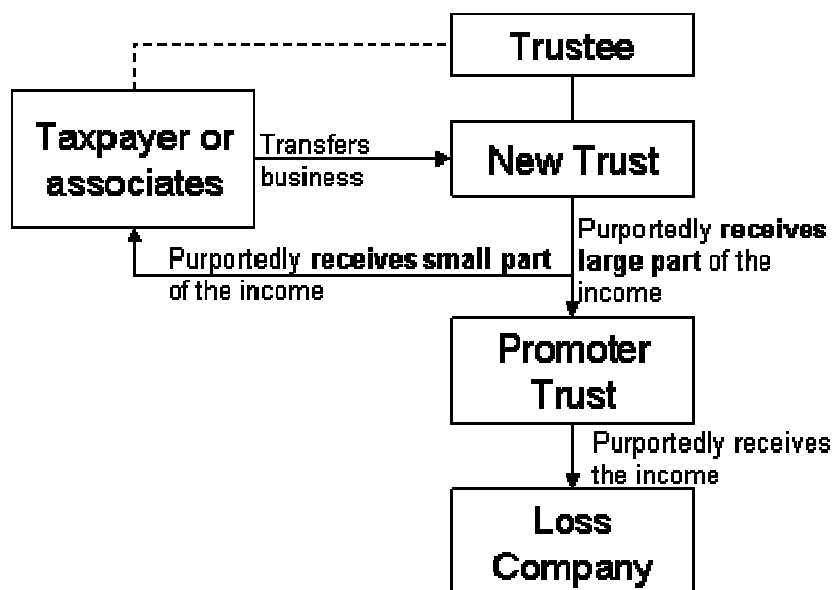 Trustee
Taxpayer or
associates
Transfers
business
New Trust
Purportedly receives
large part of the
income
Purportedly receives small part
of the income
Promoter
Trust
Purportedly receives
the income
Loss
Company